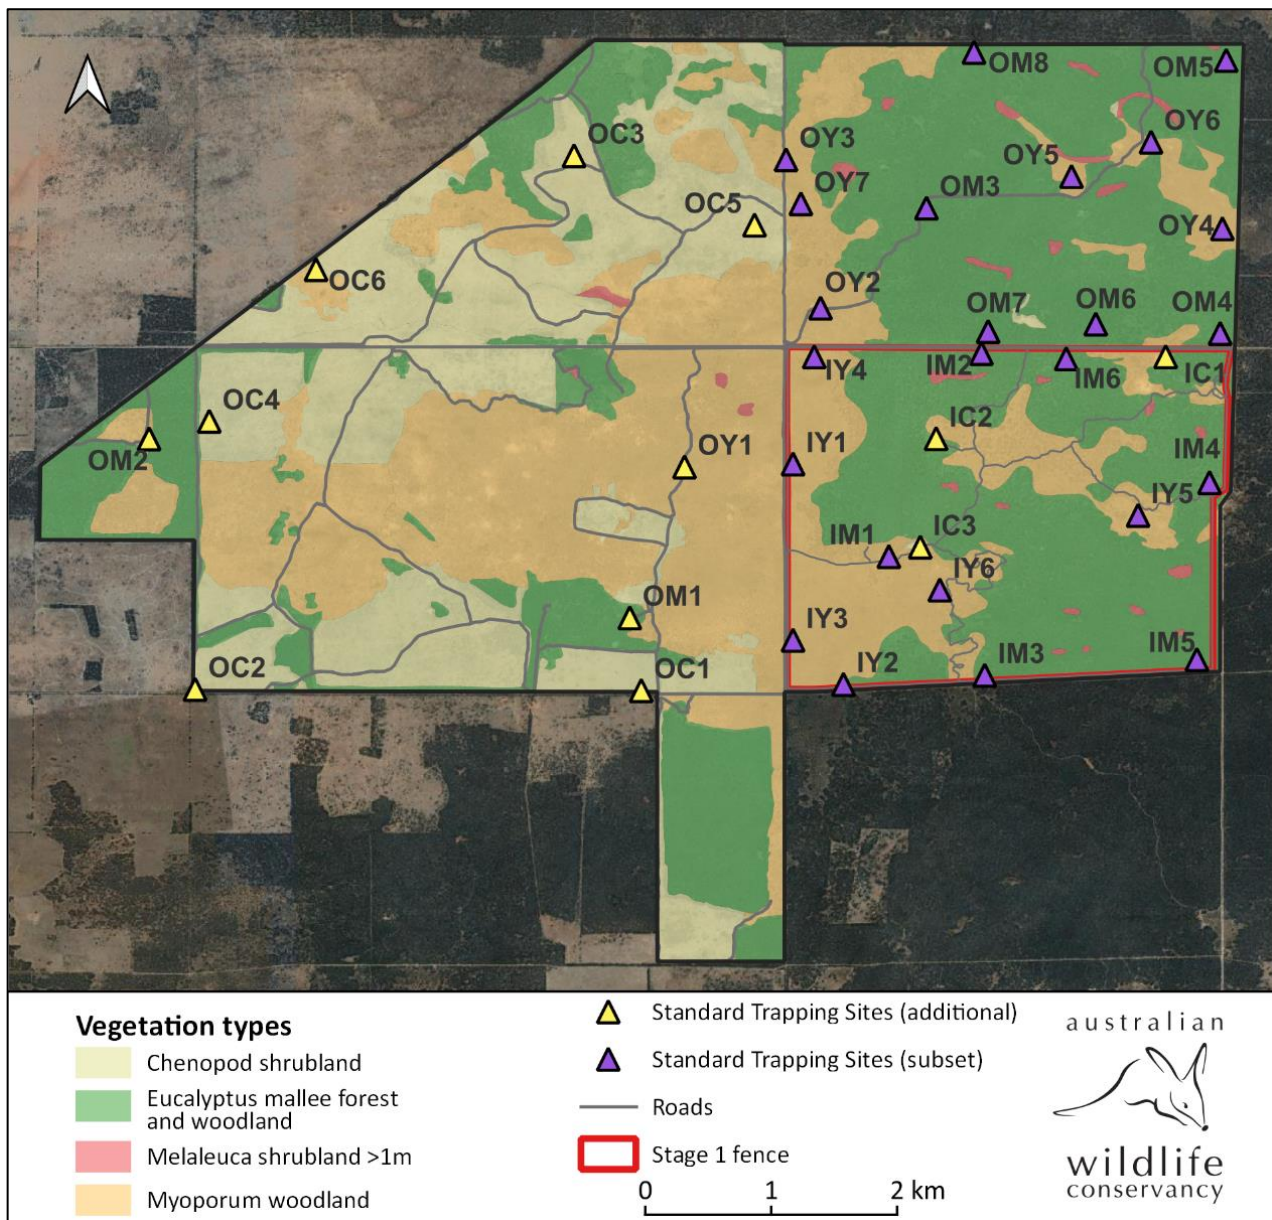 OM8
OM5
OC3
OY3
OY6
OY5
OC5
OY7
OM3
OY4
OC6
OY2
OM7
OM6
OM4
IY4
IM2
IM6
IC1
OC4
IC2
OM2
OY1
IY1
IM4
IY5
IM1
IC3
IY6
OM1
IY3
OC2
OC1
IY2
IM3
IM5
Vegetation types
Chenopod shrubland
Eucalyptus mallee forest
and woodland
Melaleuca shrubland >1m
Myoporum woodland
Standard Trapping Sites (additional)
Standard Trapping Sites (subset)
Roads
Stage 1 fence
0 1 2 km
australian
wildlife
conservancy